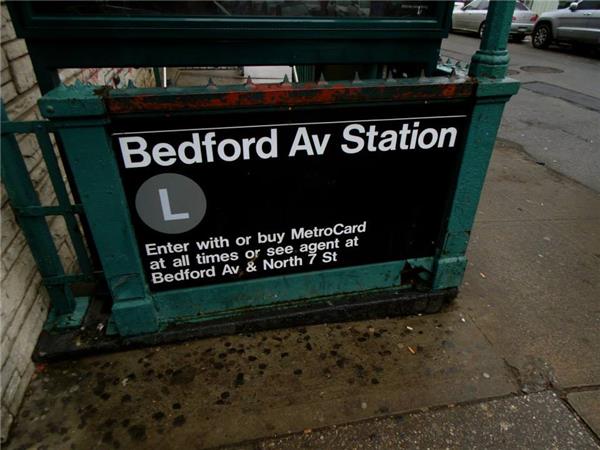 Bedford Av Station
L
Enter with or buy MetroCard
at all times or see agent at
Bedford Av & North 7 St